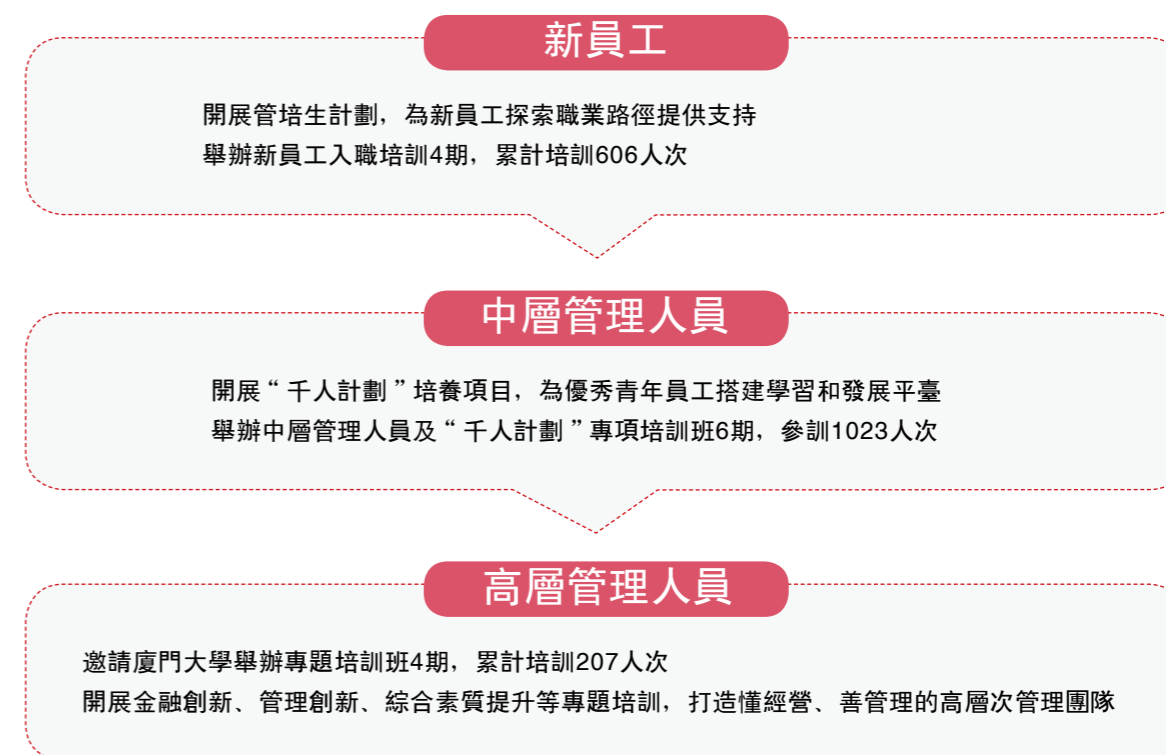 新員工
開展管培生計劃，為新員工探索職業路徑提供支持
舉辦新員工入職培訓4期，累計培訓606人次
中層管理人員
開展“千人計劃”培養項目，為優秀青年員工搭建學習和發展平臺
舉辦中層管理人員及“千人計劃”專項培訓班6期，參訓1023人次
高層管理人員
邀請廈門大學舉辦專題培訓班4期，累計培訓207人次
開展金融創新、管理創新、綜合素質提升等專題培訓，打造懂經營、善管理的高層次管理團隊